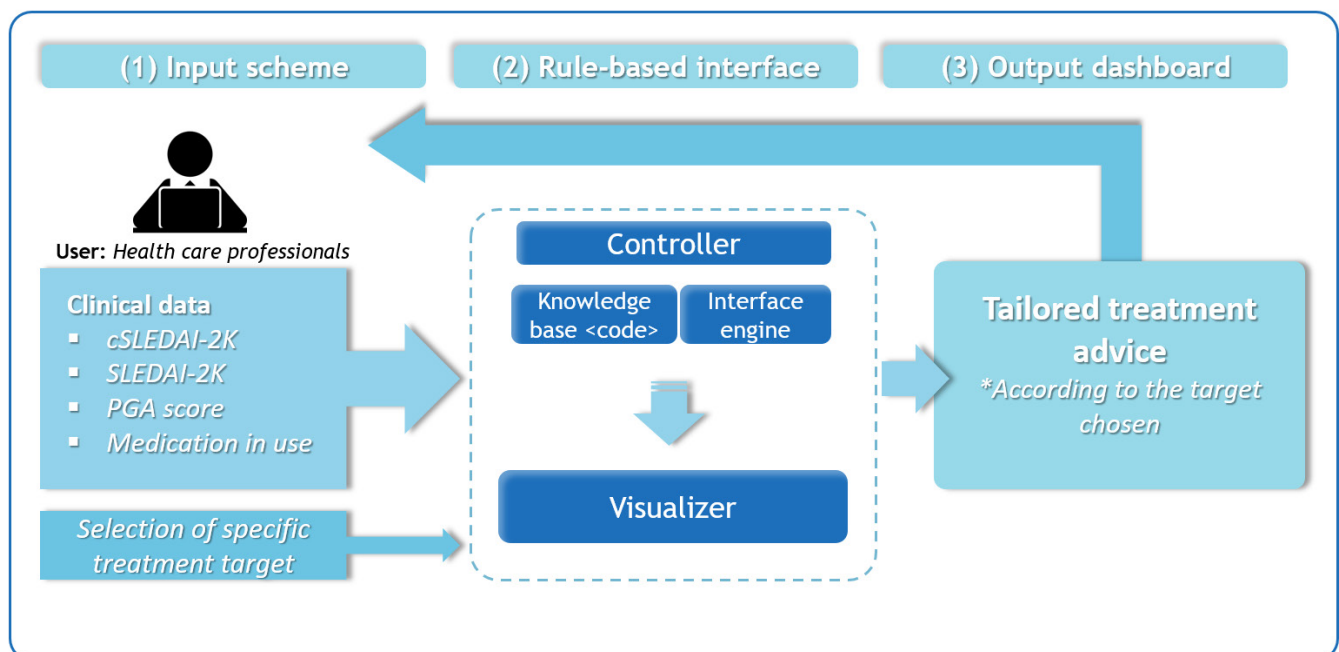 (1) Input scheme
(2) Rule-based interface
(3) Output dashboard
User: Health care professionals
Clinical data
▪ cSLEDAI-2K
▪ SLEDAI-2K
▪ PGA score
▪ Medication in use
Selection of specific
treatment target
Controller
Knowledge
base <code>
Interface
engine
Visualizer
Tailored treatment
advice
*According to the target
chosen